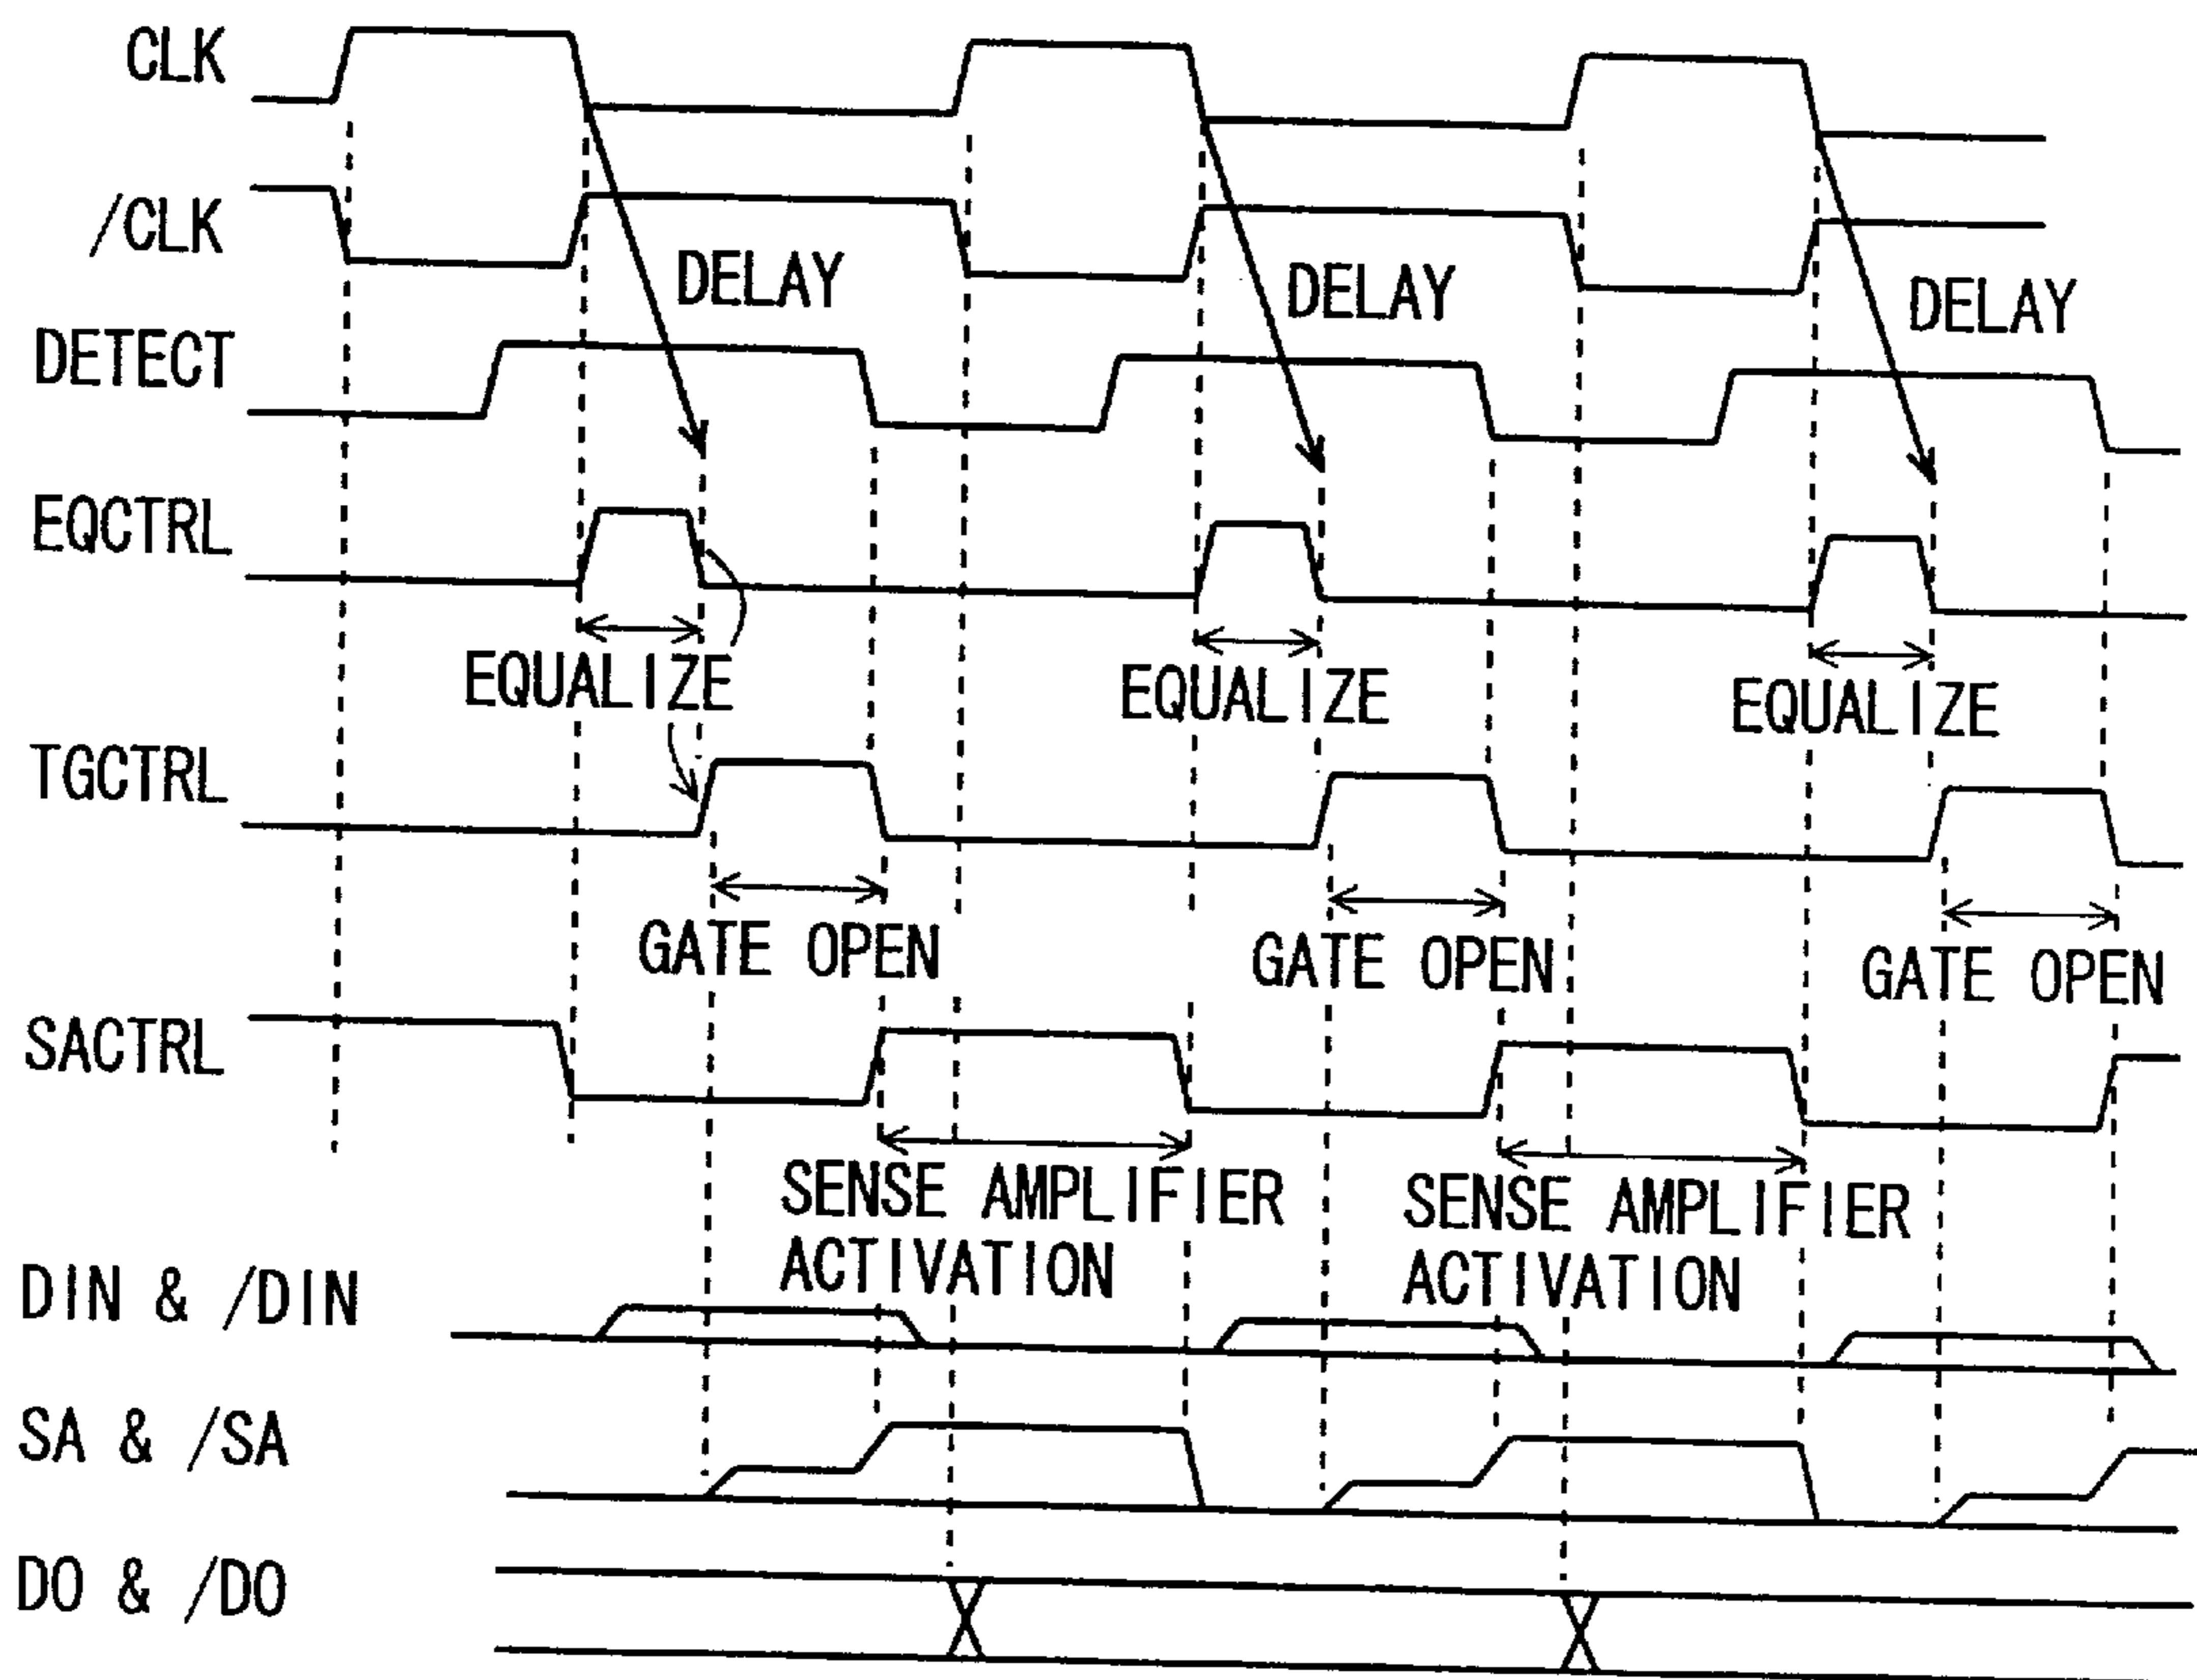 CLK
/CLK
DELAY DELAY DELAY
DETECT
EQCTRL
EQUALIZE EQUALIZE EQUALIZE
TGCTRL
GATE OPEN GATE OPEN GATE OPEN
SACTRL
SENSE AMPLIFIER
ACTIVATION
SENSE AMPLIFIER
ACTIVATION
DIN & /DIN
SA & /SA
DO & /DO